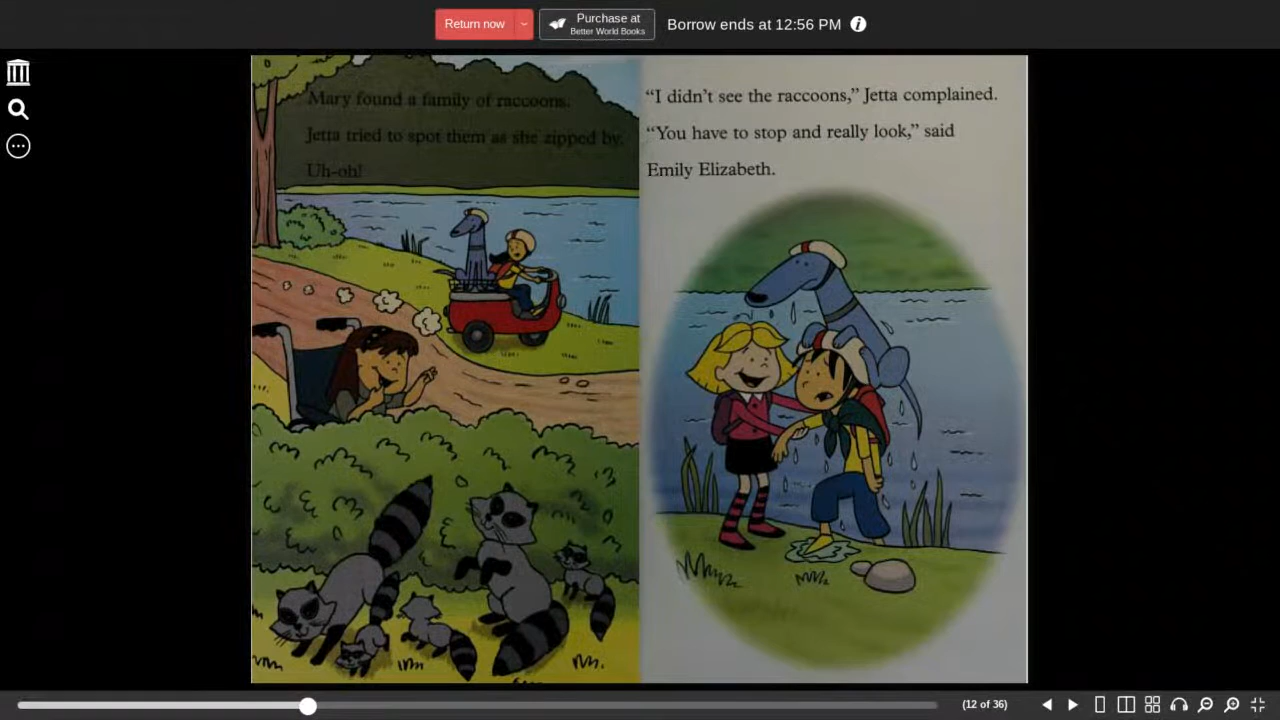 Return now
Purchase at
Better World Books
Borrow ends at 12:56 PM
Mary found a family of raccoons.
Jetta tried to spot them as she zipped by.
Uh-oh!
“I didn’t see the raccoons,” Jetta complained.
“You have to stop and really look,” said
Emily Elizabeth.
(12 of 36)